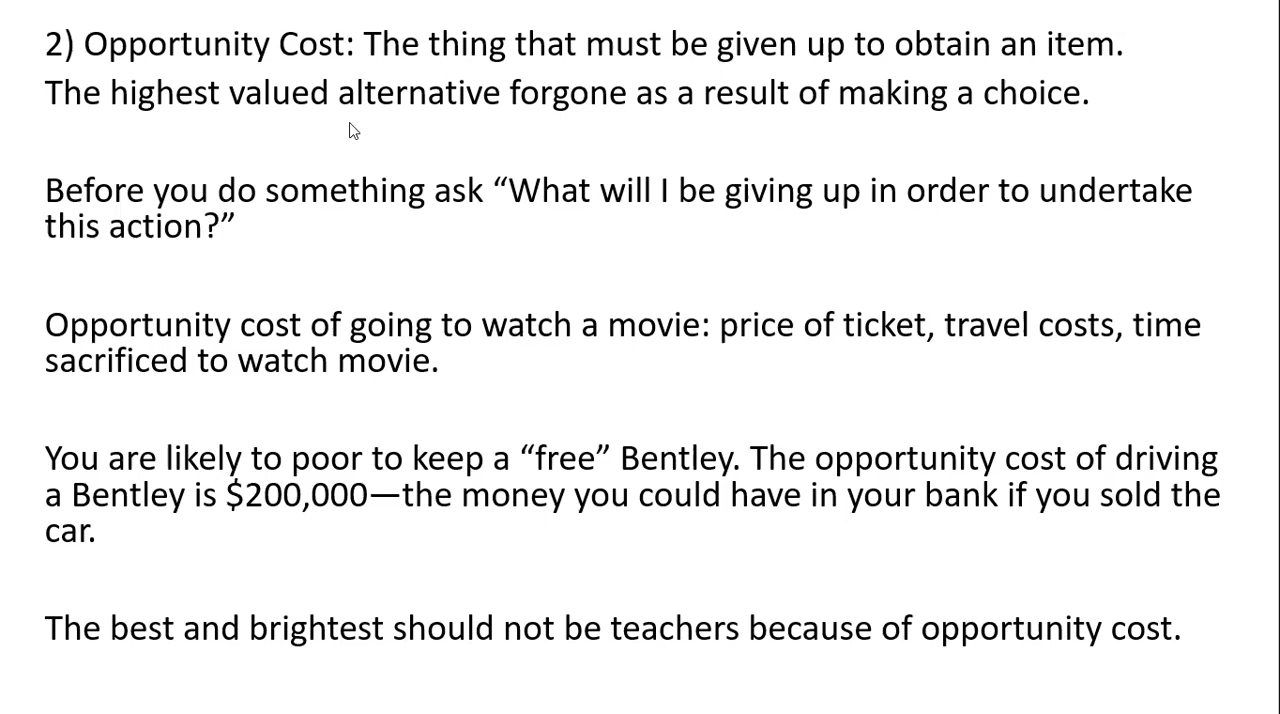 2) Opportunity Cost: The thing that must be given up to obtain an item.
The highest valued alternative forgone as a result of making a choice.
Before you do something ask “What will I be giving up in order to undertake
this action?”
Opportunity cost of going to watch a movie: price of ticket, travel costs, time
sacrificed to watch movie.
You are likely to poor to keep a “free” Bentley. The opportunity cost of driving
a Bentley is $200,000—the money you could have in your bank if you sold the
car.
The best and brightest should not be teachers because of opportunity cost.